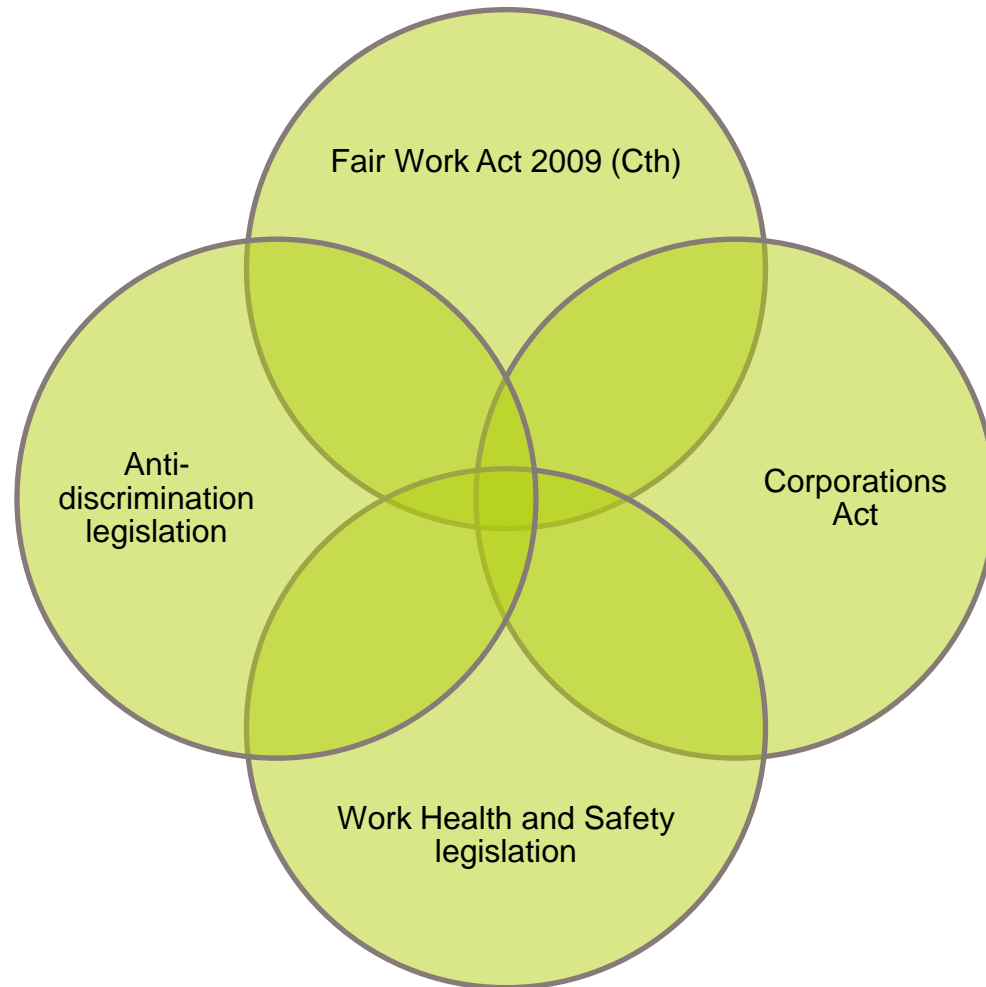 Fair Work Act 2009 (Cth)
Anti-
discrimination
legislation
Corporations
Act
Work Health and Safety
legislation